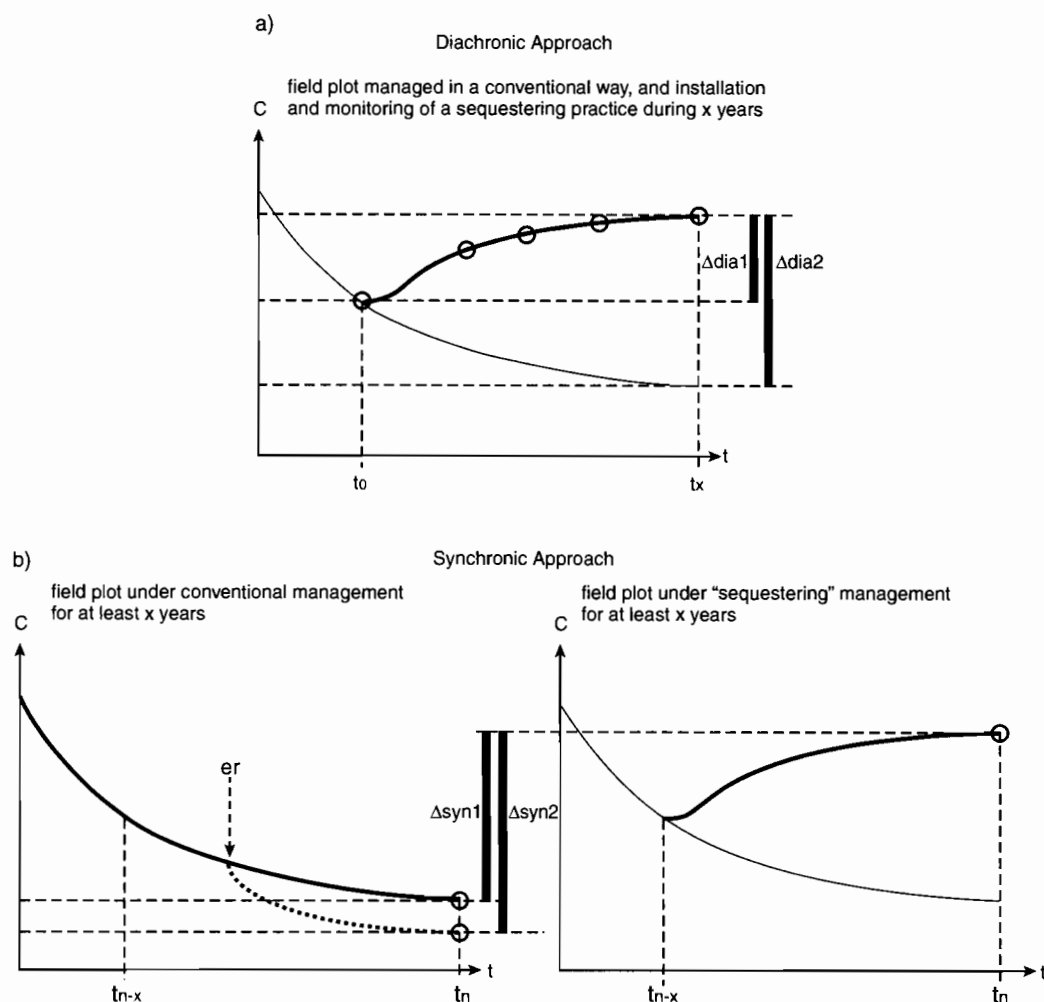 a)
Diachronic Approach
field plot managed in a conventional way, and installation
and monitoring of a sequestering practice during x years
C
Δdia1
Δdia2
t
t0
tx
b)
Synchronic Approach
field plot under conventional management
for at least x years
C
er
Δsyn1
Δsyn2
t
tn-x
tn
field plot under "sequestering" management
for at least x years
C
t
tn-x
tn